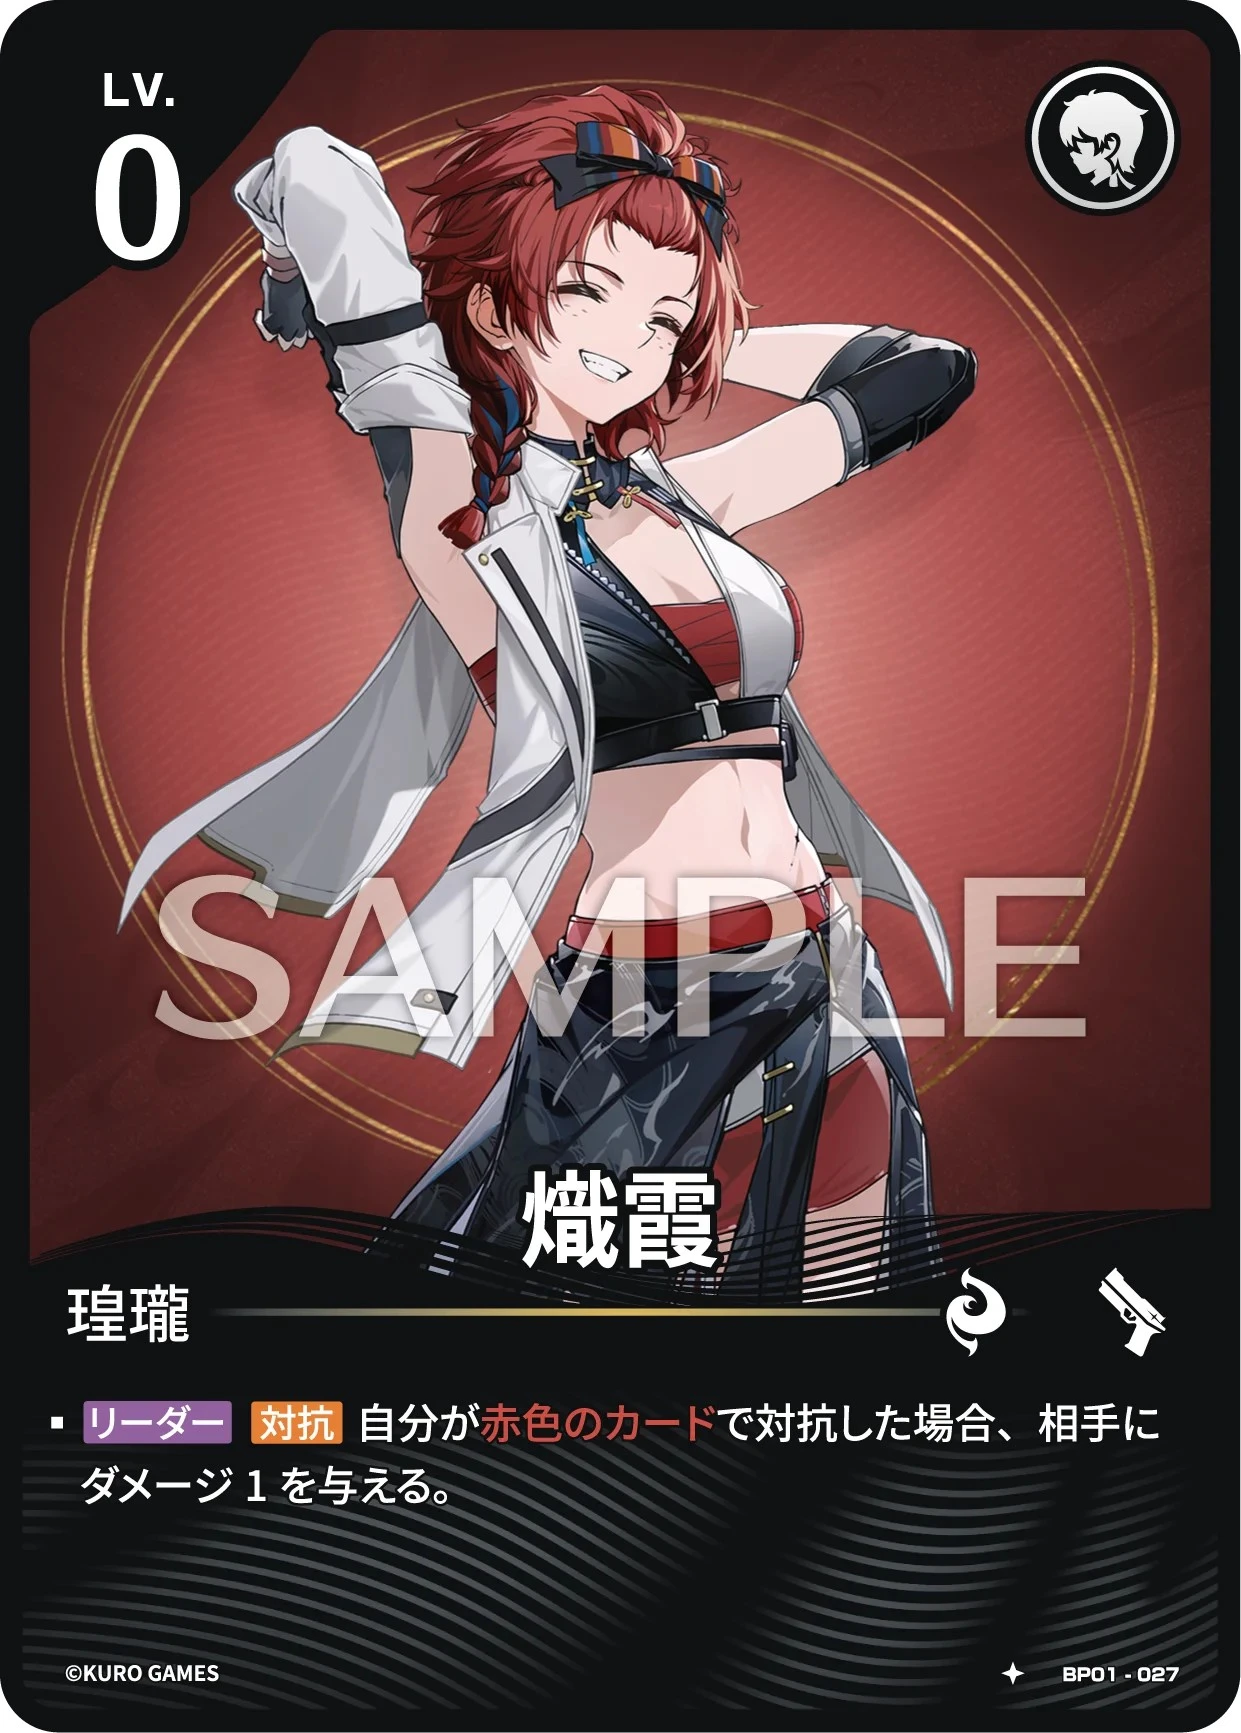 LV.
0
SAMPLE
熾霞
瑝瓏
▪ リーダー 対抗 自分が赤色のカードで対抗した場合、相手に
ダメージ 1 を与える。
©KURO GAMES
BP01 - 027